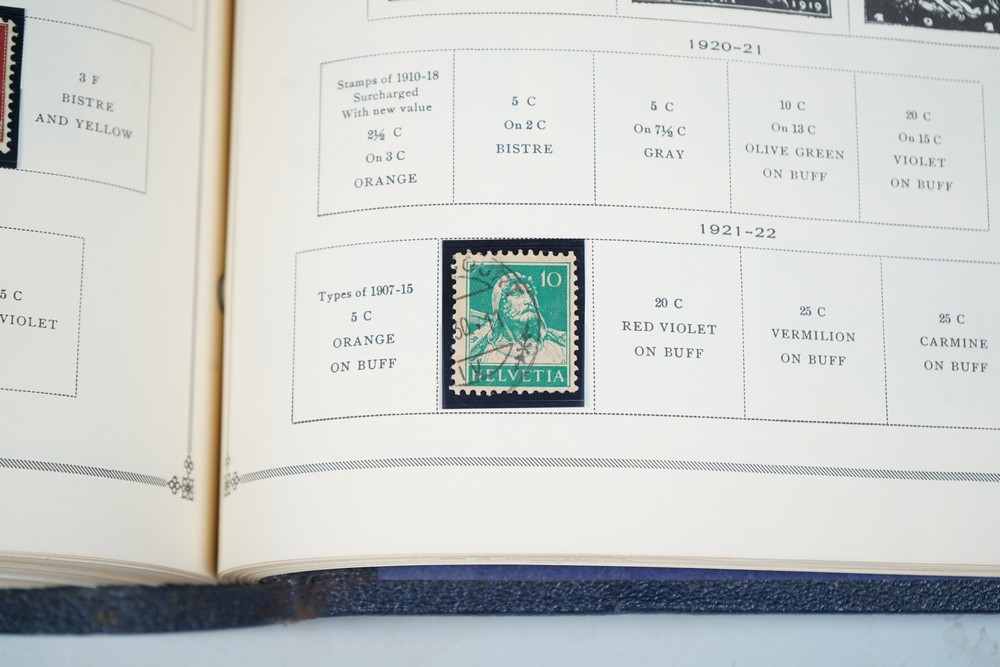 3 F
BISTRE
AND YELLOW
5 C
VIOLET
1919
1920-21
Stamps of 1910-18
Surcharged
With new value
2½ C
On 3 C
ORANGE
5 C
On 2 C
BISTRE
5 C
On 7½ C
GRAY
10 C
On 13 C
OLIVE GREEN
ON BUFF
20 C
On 15 C
VIOLET
ON BUFF
1921-22
Types of 1907-15
5 C
ORANGE
ON BUFF
10
HELVETIA
20 C
RED VIOLET
ON BUFF
25 C
VERMILION
ON BUFF
25 C
CARMINE
ON BUFF